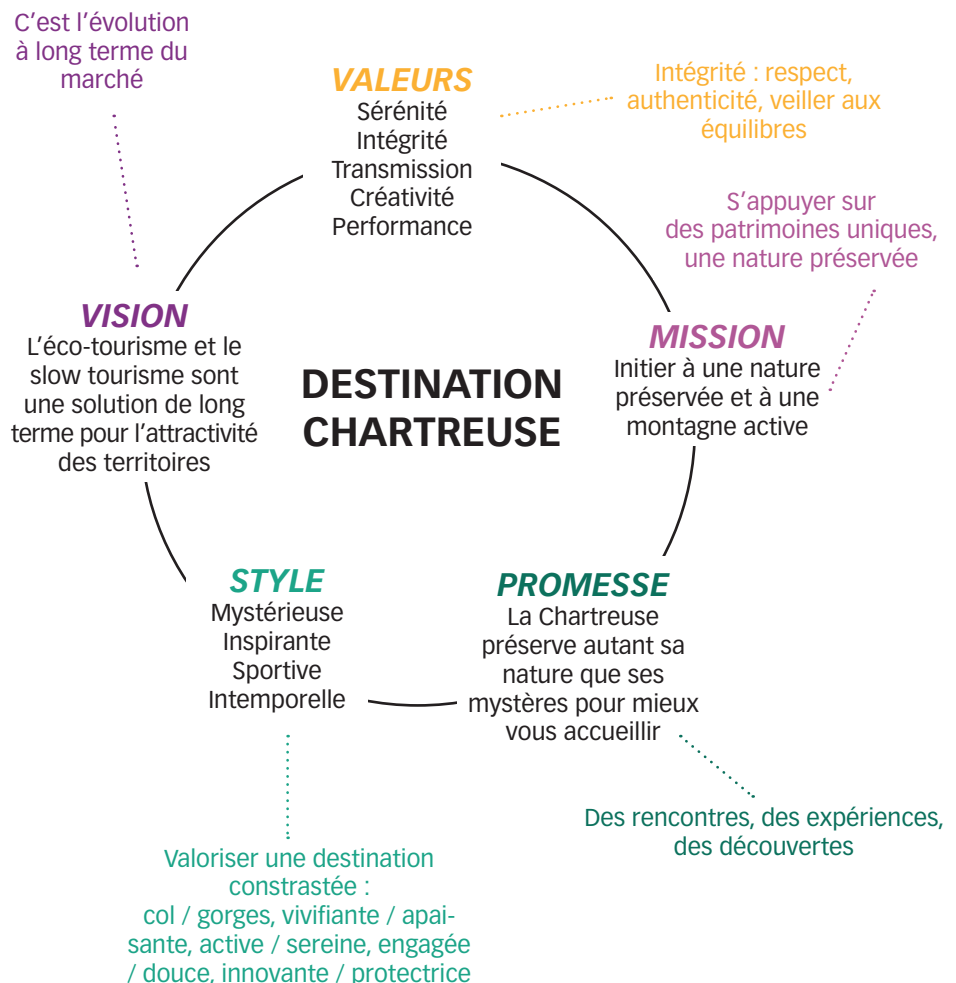 C'est l'évolution
à long terme du
marché
VALEURS
Sérénité
Intégrité
Transmission
Créativité
Performance
Intégrité : respect,
authenticité, veiller aux
équilibres
S'appuyer sur
des patrimoines uniques,
une nature préservée
VISION
L'éco-tourisme et le
slow tourisme sont
une solution de long
terme pour l'attractivité
des territoires
DESTINATION
CHARTREUSE
MISSION
Initier à une nature
préservée et à une
montagne active
STYLE
Mystérieuse
Inspirante
Sportive
Intemporelle
PROMESSE
La Chartreuse
préserve autant sa
nature que ses
mystères pour mieux
vous accueillir
Des rencontres, des expériences,
des découvertes
Valoriser une destination
constrastée :
col / gorges, vivifiante / apai-
sante, active / sereine, engagée
/ douce, innovante / protectrice